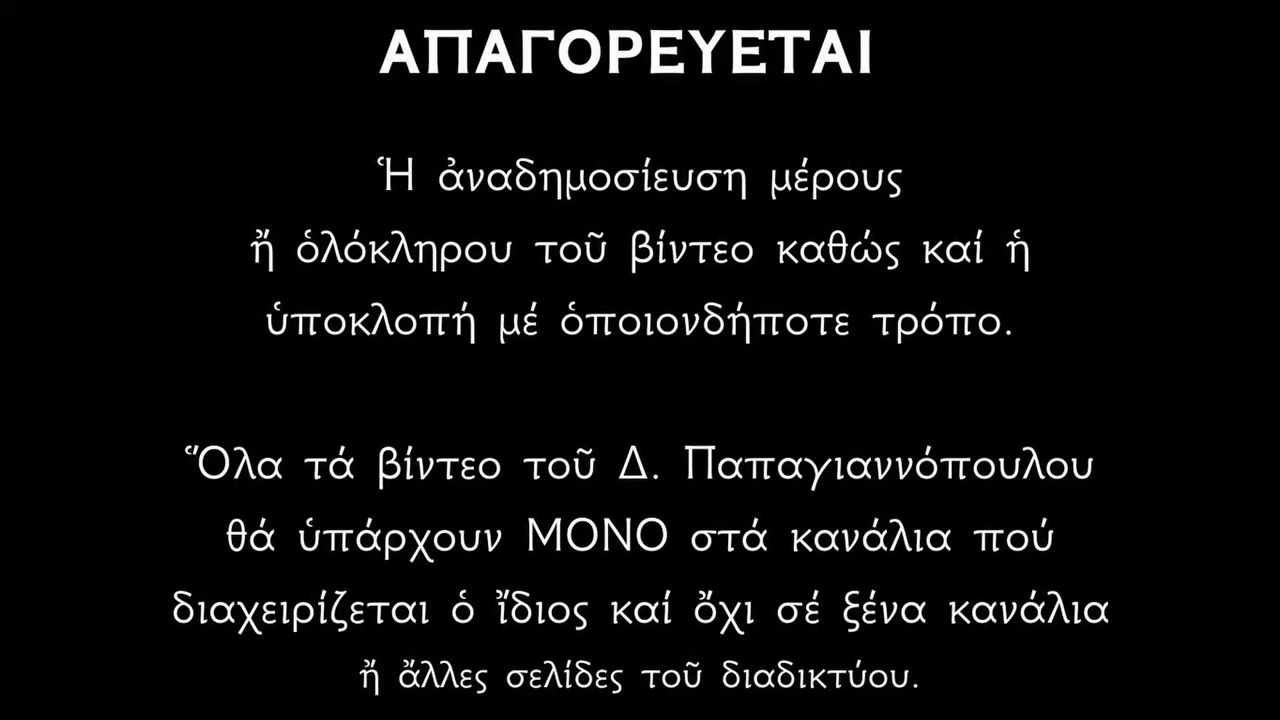 ΑΠΑΓΟΡΕΥΕΤΑΙ
Ἡ ἀναδημοσίευση μέρους
ἤ ὁλόκληρου τοῦ βίντεο καθώς καί ἡ
ὑποκλοπή μέ ὁποιονδήποτε τρόπο.
Ὅλα τά βίντεο τοῦ Δ. Παπαγιαννόπουλου
θά ὑπάρχουν ΜΟΝΟ στά κανάλια πού
διαχειρίζεται ὁ ἴδιος καί ὄχι σέ ξένα κανάλια
ἤ ἄλλες σελίδες τοῦ διαδικτύου.